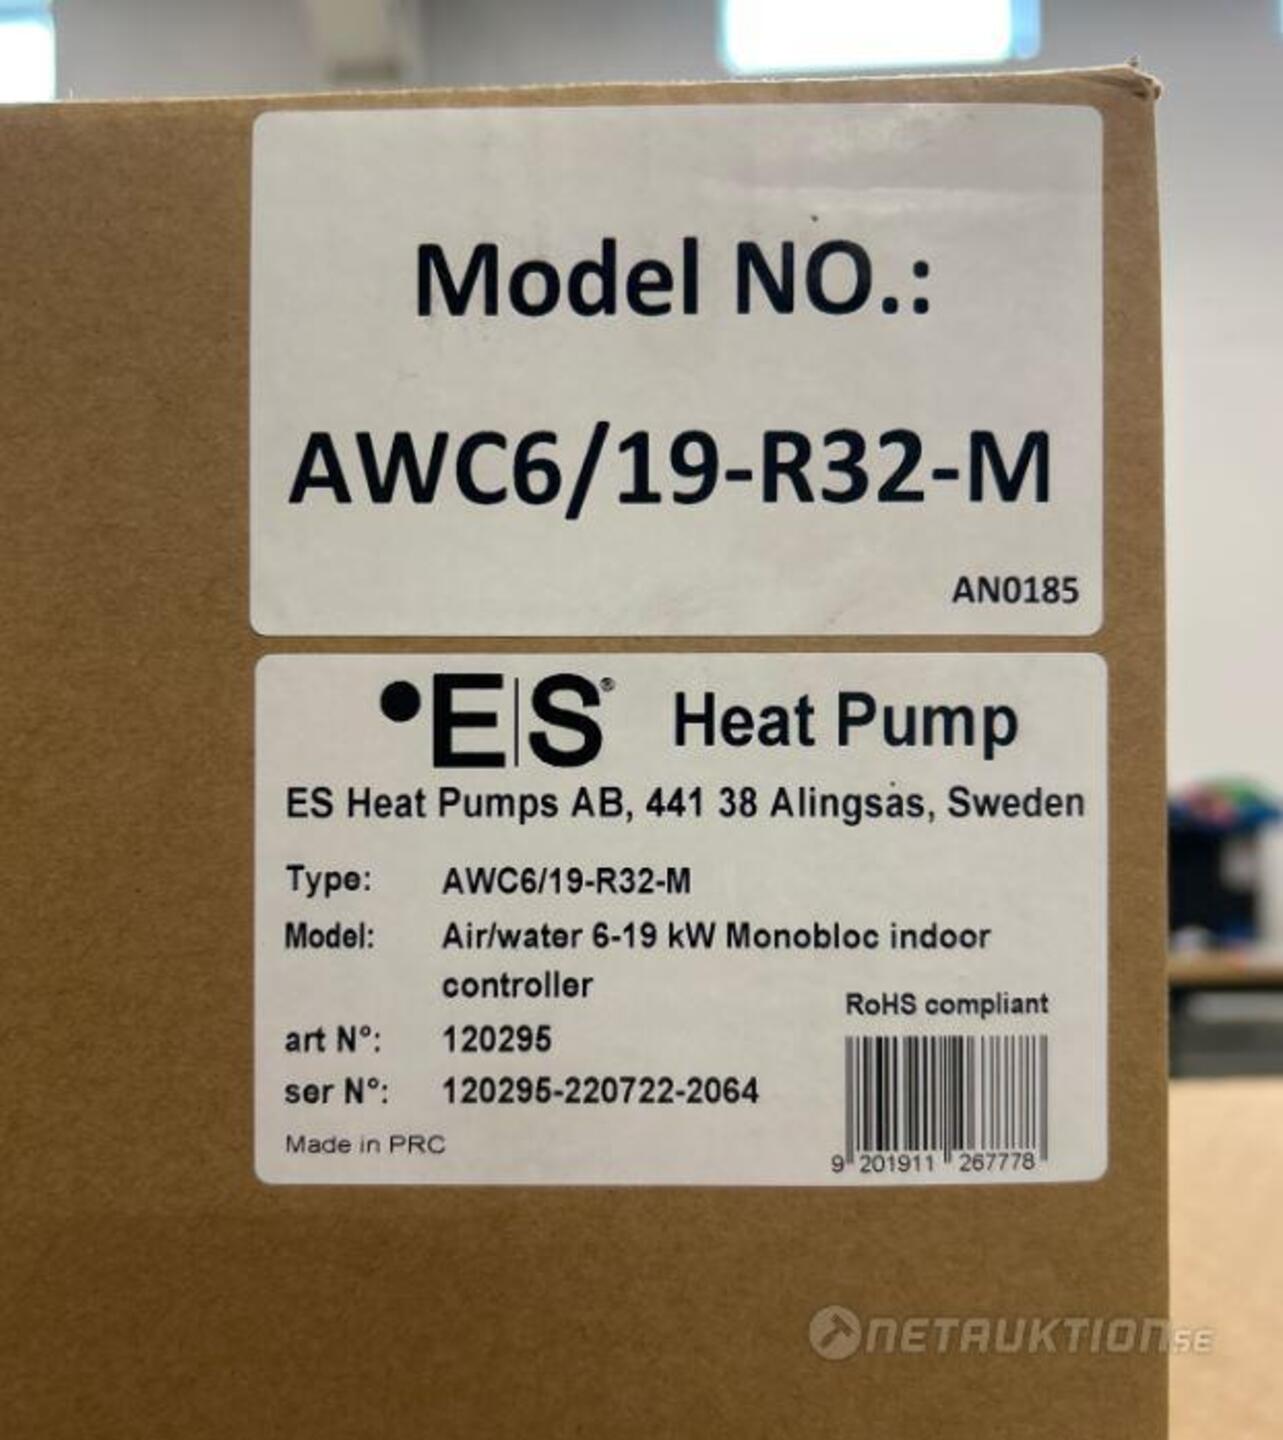 Model NO.:
AWC6/19-R32-M
AN0185
•E|S® Heat Pump
ES Heat Pumps AB, 441 38 Alingsås, Sweden
Type: AWC6/19-R32-M
Model: Air/water 6-19 kW Monobloc indoor
controller
RoHS compliant
art N°: 120295
ser N°: 120295-220722-2064
Made in PRC
9 201911 267778
NETAUKTION.SE